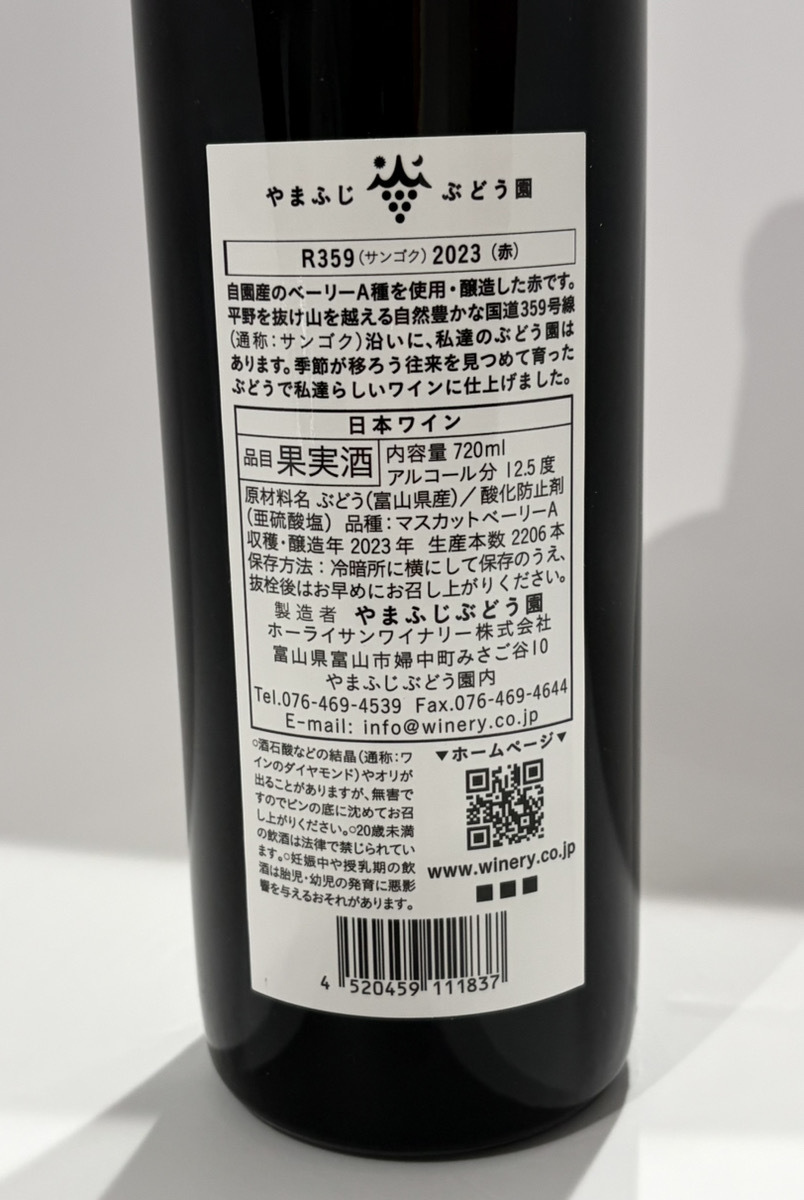 やまふじ ぶどう園
R359(サンゴク)2023(赤)
自園産のベーリーA種を使用・醸造した赤です。
平野を抜け山を越える自然豊かな国道359号線
(通称:サンゴク)沿いに、私達のぶどう園は
あります。季節が移ろう往来を見つめて育った
ぶどうで私達らしいワインに仕上げました。
日本ワイン
品目 果実酒
内容量 720ml
アルコール分 12.5度
原材料名 ぶどう(富山県産)/酸化防止剤
(亜硫酸塩) 品種:マスカットベーリーA
収穫・醸造年 2023年 生産本数 2206本
保存方法:冷暗所に横にして保存のうえ、
抜栓後はお早めにお召し上がりください。
製造者 やまふじぶどう園
ホーライサンワイナリー株式会社
富山県富山市婦中町みさご谷10
やまふじぶどう園内
Tel.076-469-4539 Fax.076-469-4644
E-mail: info@winery.co.jp
○酒石酸などの結晶(通称:ワ
インのダイヤモンド)やオリが
出ることがありますが、無害で
すのでビンの底に沈めてお召
し上がりください。○20歳未満
の飲酒は法律で禁じられてい
ます。○妊娠中や授乳期の飲
酒は胎児・幼児の発育に悪影
響を与えるおそれがあります。
▼ホームページ▼
www.winery.co.jp
4 520459 111837